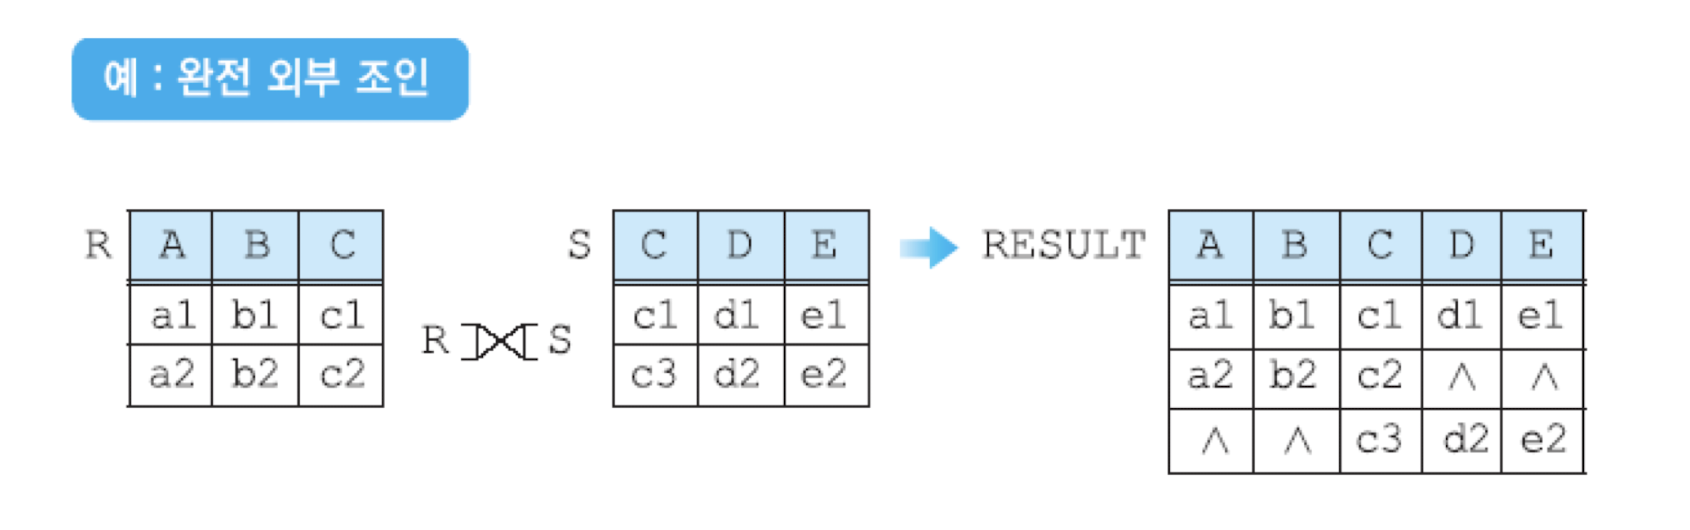 예 : 완전 외부 조인
R A B C
a1 b1 c1
a2 b2 c2
R ⟗ S
S C D E
c1 d1 e1
c3 d2 e2
RESULT A B C D E
a1 b1 c1 d1 e1
a2 b2 c2 ∧ ∧
∧ ∧ c3 d2 e2